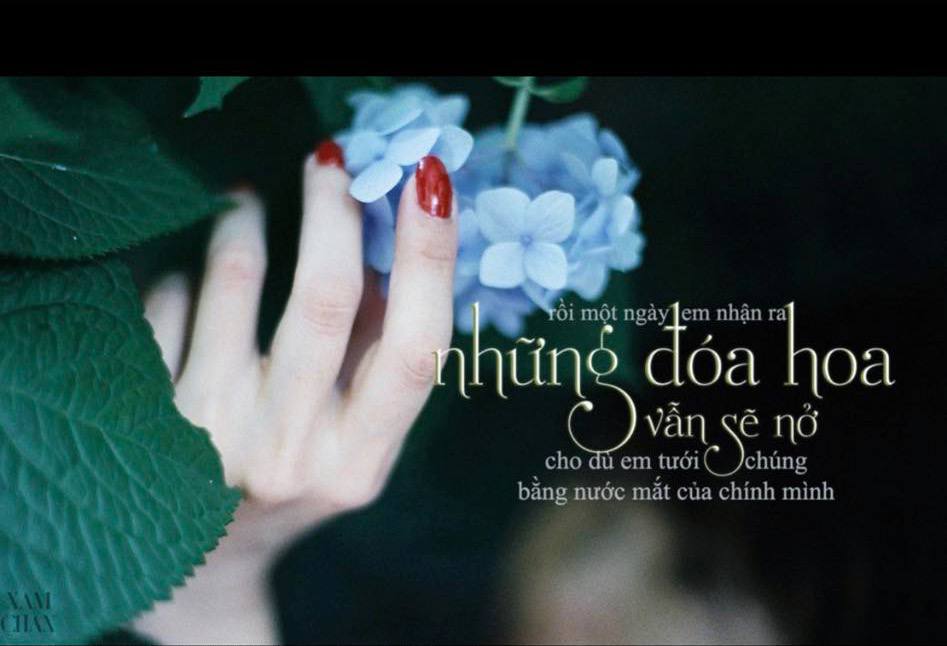 rồi một ngày em nhận ra
những đóa hoa
vẫn sẽ nở
cho dù em tưới chúng
bằng nước mắt của chính mình
XAM
CHAN